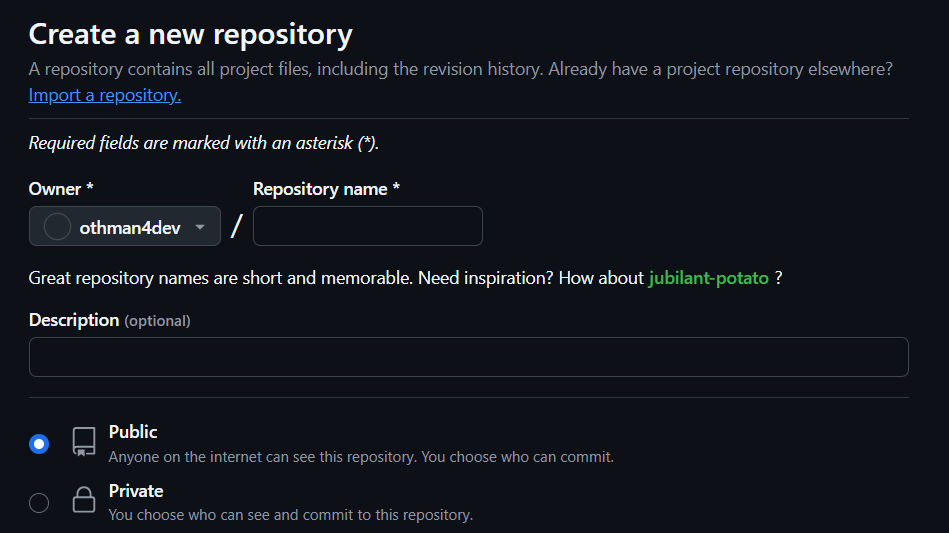 Create a new repository
A repository contains all project files, including the revision history. Already have a project repository elsewhere?
Import a repository.
Required fields are marked with an asterisk (*).
Owner * Repository name *
othman4dev /
Great repository names are short and memorable. Need inspiration? How about jubilant-potato ?
Description (optional)
Public
Anyone on the internet can see this repository. You choose who can commit.
Private
You choose who can see and commit to this repository.